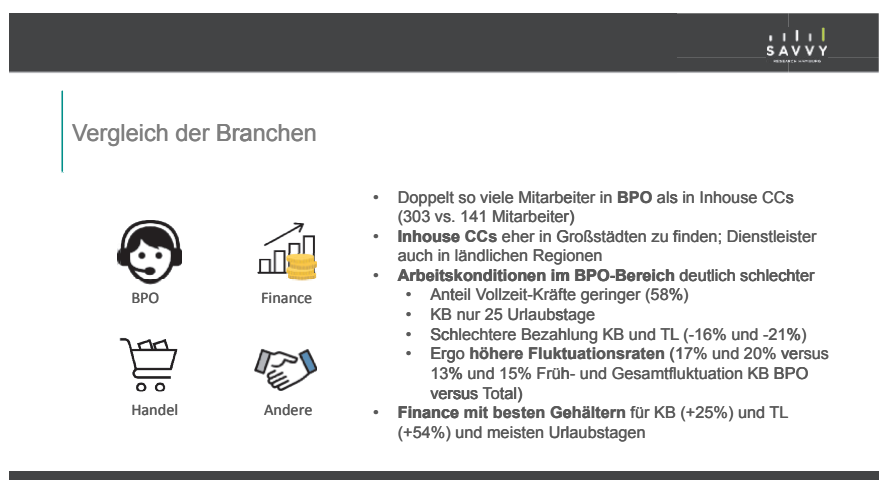 SAVVY
RESEARCH HAMBURG
Vergleich der Branchen
• Doppelt so viele Mitarbeiter in BPO als in Inhouse CCs
(303 vs. 141 Mitarbeiter)
• Inhouse CCs eher in Großstädten zu finden; Dienstleister
auch in ländlichen Regionen
• Arbeitskonditionen im BPO-Bereich deutlich schlechter
• Anteil Vollzeit-Kräfte geringer (58%)
• KB nur 25 Urlaubstage
• Schlechtere Bezahlung KB und TL (-16% und -21%)
• Ergo höhere Fluktuationsraten (17% und 20% versus
13% und 15% Früh- und Gesamtfluktuation KB BPO
versus Total)
• Finance mit besten Gehältern für KB (+25%) und TL
(+54%) und meisten Urlaubstagen
BPO
Finance
Handel
Andere